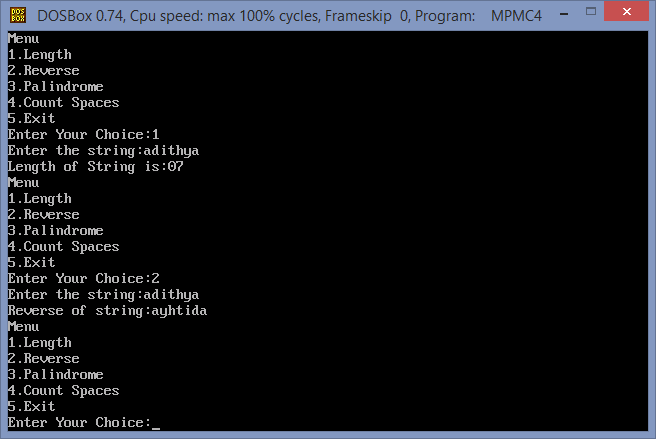 DOS BOX
DOSBox 0.74, Cpu speed: max 100% cycles, Frameskip  0, Program:    MPMC4
Menu
1.Length
2.Reverse
3.Palindrome
4.Count Spaces
5.Exit
Enter Your Choice:1
Enter the string:adithya
Length of String is:07
Menu
1.Length
2.Reverse
3.Palindrome
4.Count Spaces
5.Exit
Enter Your Choice:2
Enter the string:adithya
Reverse of string:ayhtida
Menu
1.Length
2.Reverse
3.Palindrome
4.Count Spaces
5.Exit
Enter Your Choice:_